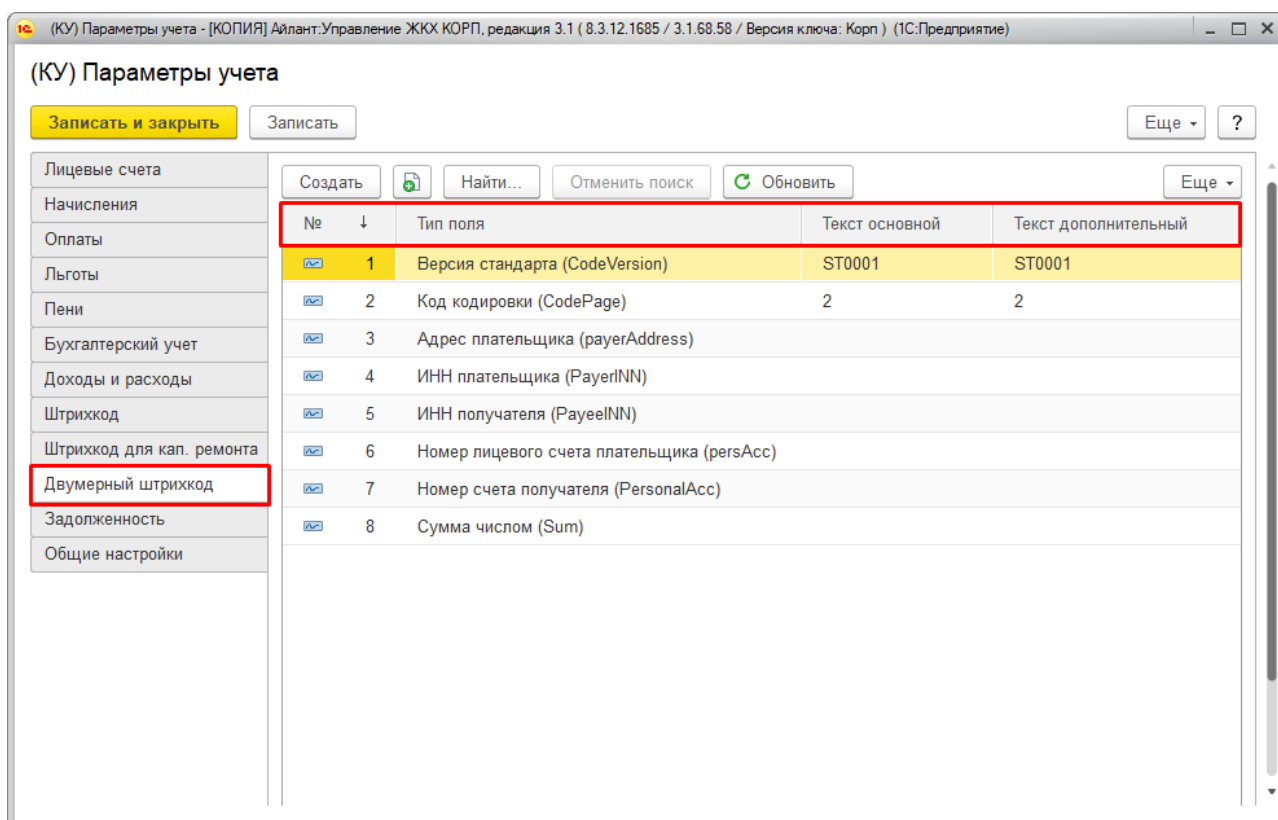 1С (КУ) Параметры учета - [КОПИЯ] Айлант:Управление ЖКХ КОРП, редакция 3.1 ( 8.3.12.1685 / 3.1.68.58 / Версия ключа: Корп ) (1С:Предприятие)
(КУ) Параметры учета
Записать и закрыть Записать Еще ?
Лицевые счета
Начисления
Оплаты
Льготы
Пени
Бухгалтерский учет
Доходы и расходы
Штрихкод
Штрихкод для кап. ремонта
Двумерный штрихкод
Задолженность
Общие настройки
Создать Найти... Отменить поиск Обновить Еще
№ ↓ Тип поля Текст основной Текст дополнительный
1 Версия стандарта (CodeVersion) ST0001 ST0001
2 Код кодировки (CodePage) 2 2
3 Адрес плательщика (payerAddress)
4 ИНН плательщика (PayerINN)
5 ИНН получателя (PayeeINN)
6 Номер лицевого счета плательщика (persAcc)
7 Номер счета получателя (PersonalAcc)
8 Сумма числом (Sum)